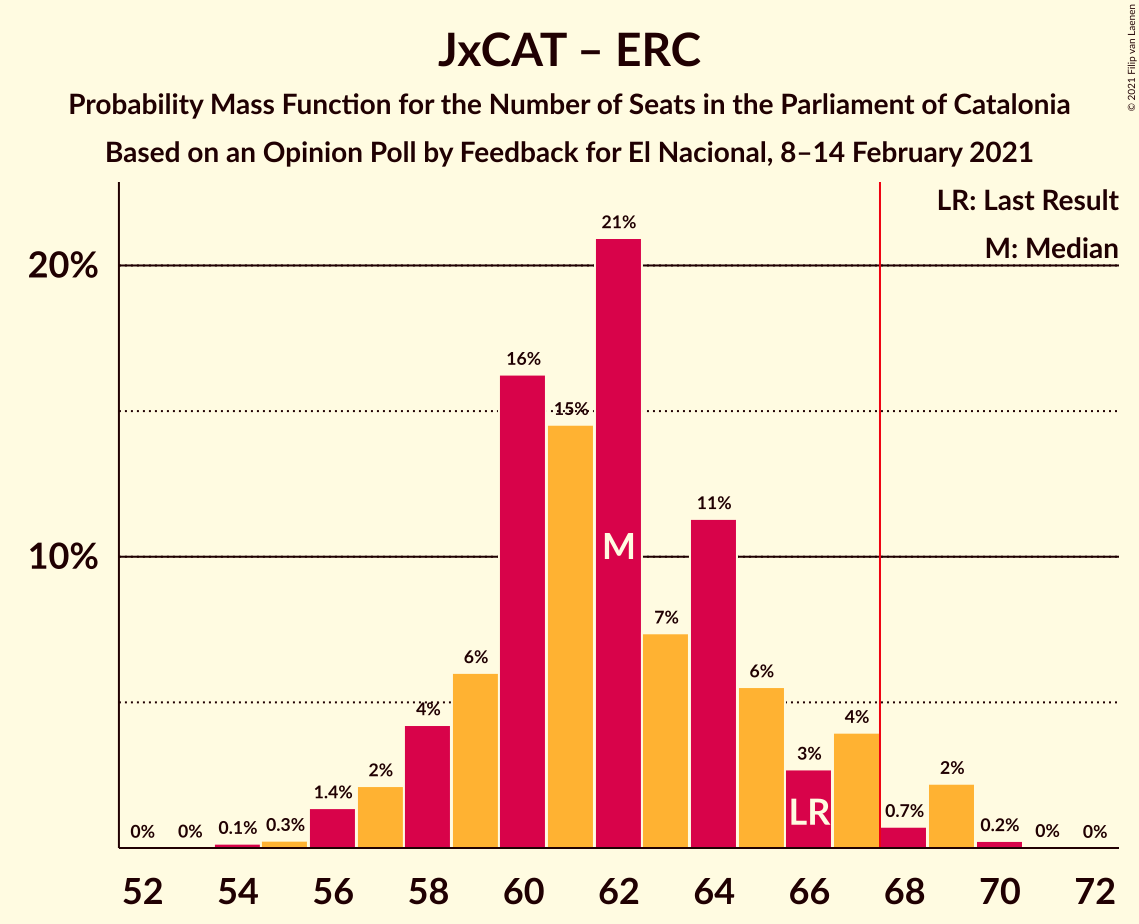 JxCAT – ERC
Probability Mass Function for the Number of Seats in the Parliament of Catalonia
Based on an Opinion Poll by Feedback for El Nacional, 8–14 February 2021
© 2021 Filip van Laenen
LR: Last Result
M: Median
20%
10%
0%
0%
0.1%
0.3%
1.4%
2%
4%
6%
16%
15%
21%
7%
11%
6%
3%
4%
0.7%
2%
0.2%
0%
0%
M
LR
52 54 56 58 60 62 64 66 68 70 72